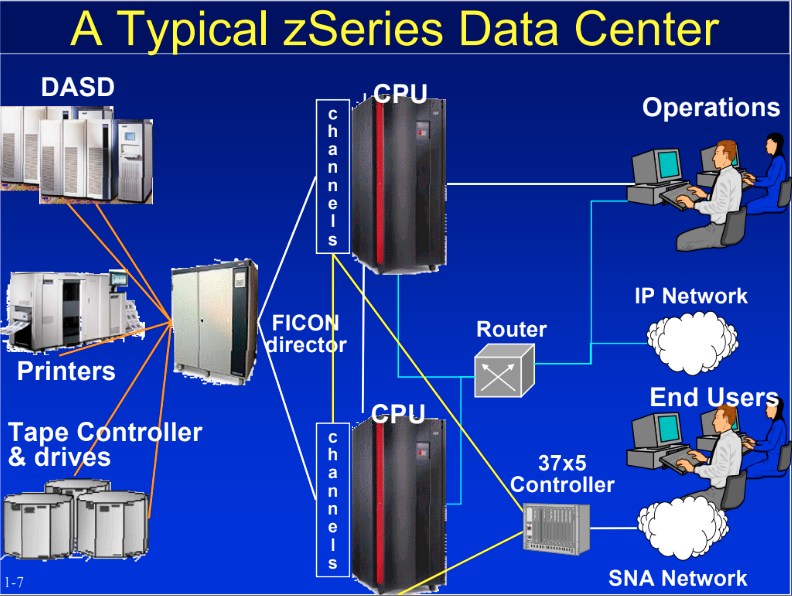 A Typical zSeries Data Center
DASD
channels
CPU
Operations
IP Network
FICON
director
Router
Printers
End Users
CPU
Tape Controller
& drives
channels
37x5
Controller
SNA Network
1-7